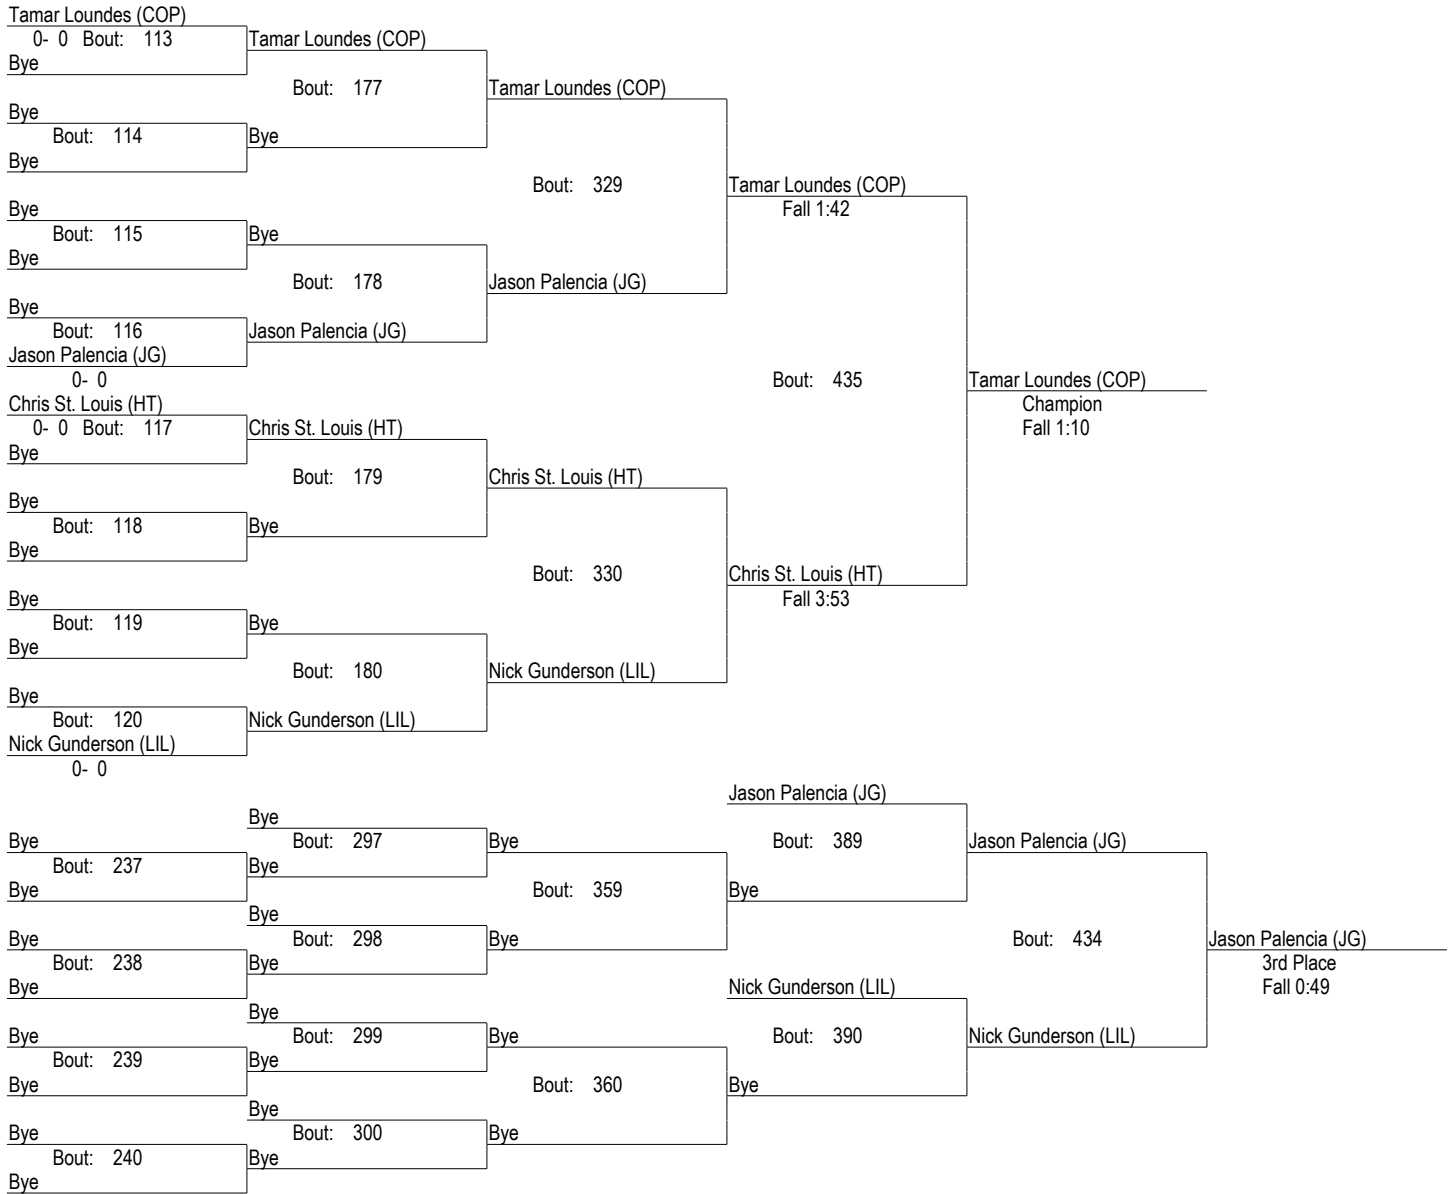 Tamar Loundes (COP)
0- 0 Bout: 113 Tamar Loundes (COP)
Bye
Bout: 177 Tamar Loundes (COP)
Bye
Bout: 114 Bye
Bye
Bout: 329 Tamar Loundes (COP)
Bye Fall 1:42
Bout: 115 Bye
Bye
Bout: 178 Jason Palencia (JG)
Bye
Bout: 116 Jason Palencia (JG)
Jason Palencia (JG)
0- 0 Bout: 435 Tamar Loundes (COP)
Chris St. Louis (HT) Champion
0- 0 Bout: 117 Chris St. Louis (HT) Fall 1:10
Bye
Bout: 179 Chris St. Louis (HT)
Bye
Bout: 118 Bye
Bye
Bout: 330 Chris St. Louis (HT)
Bye Fall 3:53
Bout: 119 Bye
Bye
Bout: 180 Nick Gunderson (LIL)
Bye
Bout: 120 Nick Gunderson (LIL)
Nick Gunderson (LIL)
0- 0
Jason Palencia (JG)
Bye
Bye Bout: 297 Bye Bout: 389 Jason Palencia (JG)
Bout: 237 Bye
Bye Bout: 359 Bye
Bye
Bye Bout: 298 Bye Bout: 434 Jason Palencia (JG)
Bout: 238 Bye 3rd Place
Bye Nick Gunderson (LIL) Fall 0:49
Bye
Bye Bout: 299 Bye Bout: 390 Nick Gunderson (LIL)
Bout: 239 Bye
Bye Bout: 360 Bye
Bye
Bye Bout: 300 Bye
Bout: 240 Bye
Bye